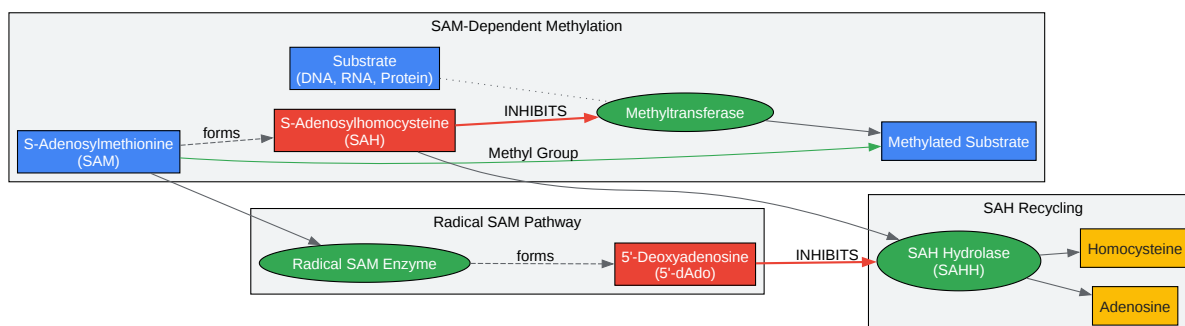 SAM-Dependent Methylation
Substrate
(DNA, RNA, Protein)
INHIBITS
Methyltransferase
forms
S-Adenosylhomocysteine
(SAH)
S-Adenosylmethionine
(SAM)
Methyl Group
Methylated Substrate
Radical SAM Pathway
Radical SAM Enzyme
forms
5'-Deoxyadenosine
(5'-dAdo)
INHIBITS
SAH Recycling
SAH Hydrolase
(SAHH)
Homocysteine
Adenosine